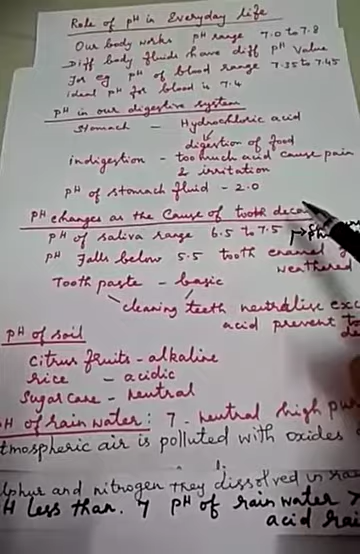 Role of pH in Everyday life
Our body works pH range 7.0 to 7.8
Diff body fluids have diff pH Value
For eg pH of blood range 7.35 to 7.45
ideal pH for blood is 7.4
pH in our digestive system
Stomach - Hydrochloric acid
digestion of food
indigestion - too much acid cause pain
& irritation
pH of stomach fluid - 2.0
pH changes as the Cause of tooth decay
pH of saliva range 6.5 to 7.5
pH Falls below 5.5 tooth enamel
weathered
Tooth paste - basic
cleaning teeth neutralise exc
acid prevent to
de
pH of soil
citrus fruits - alkaline
rice - acidic
Sugar cane - neutral
pH of rain water: 7 - neutral high pur
tmospheric air is polluted with oxides
lphur and nitrogen they dissolved in rai
H less than. 7 pH of rain water 7
acid rai